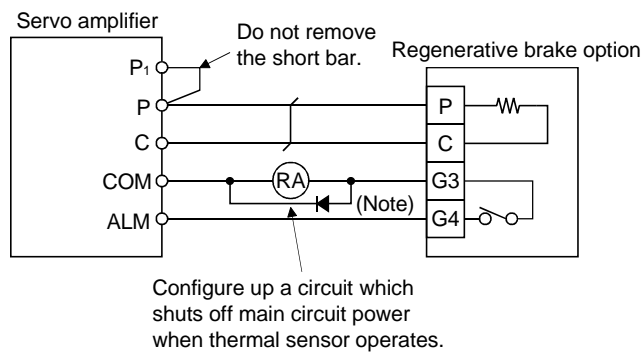 Servo amplifier
Do not remove
the short bar.
Regenerative brake option
P₁
P
P
C
C
COM
RA
G3
(Note)
ALM
G4
Configure up a circuit which
shuts off main circuit power
when thermal sensor operates.